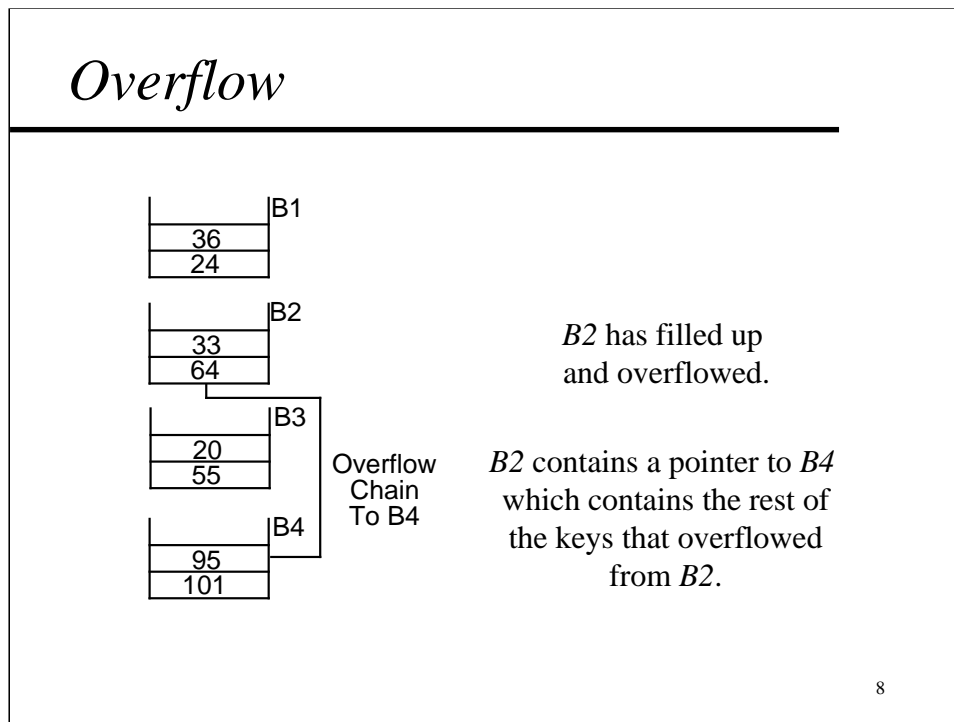 Overflow
B1
36
24
B2
33
64
B3
20
55
B4
95
101
Overflow
Chain
To B4
B2 has filled up
and overflowed.
B2 contains a pointer to B4
which contains the rest of
the keys that overflowed
from B2.
8